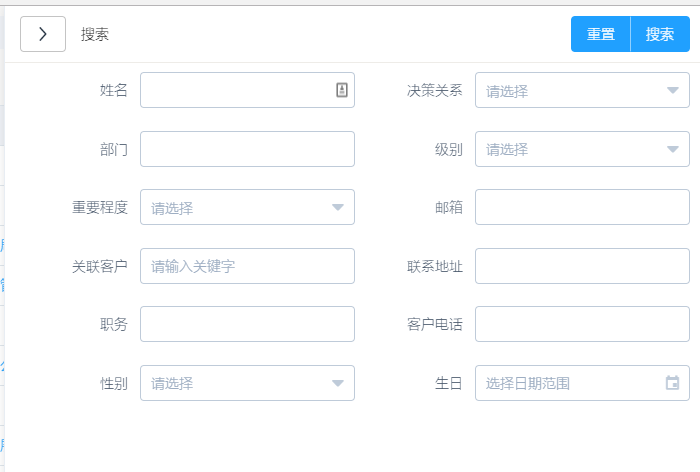 搜索 重置 搜索
姓名 决策关系 请选择
部门 级别 请选择
重要程度 请选择 邮箱
关联客户 请输入关键字 联系地址
职务 客户电话
性别 请选择 生日 选择日期范围